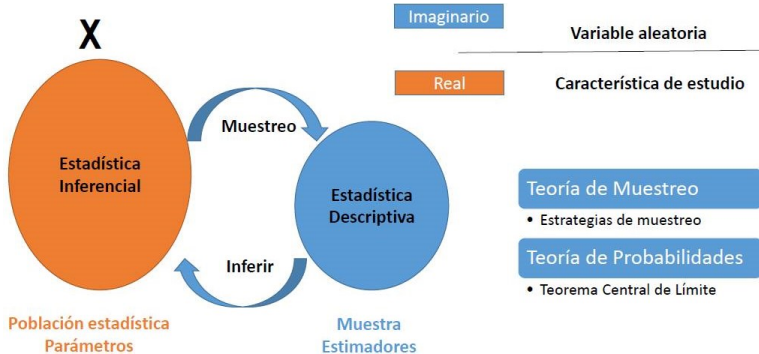 X
Imaginario
Variable aleatoria
Real
Característica de estudio
Muestreo
Estadística
Inferencial
Estadística
Descriptiva
Inferir
Teoría de Muestreo
• Estrategias de muestreo
Teoría de Probabilidades
• Teorema Central de Límite
Población estadística
Parámetros
Muestra
Estimadores